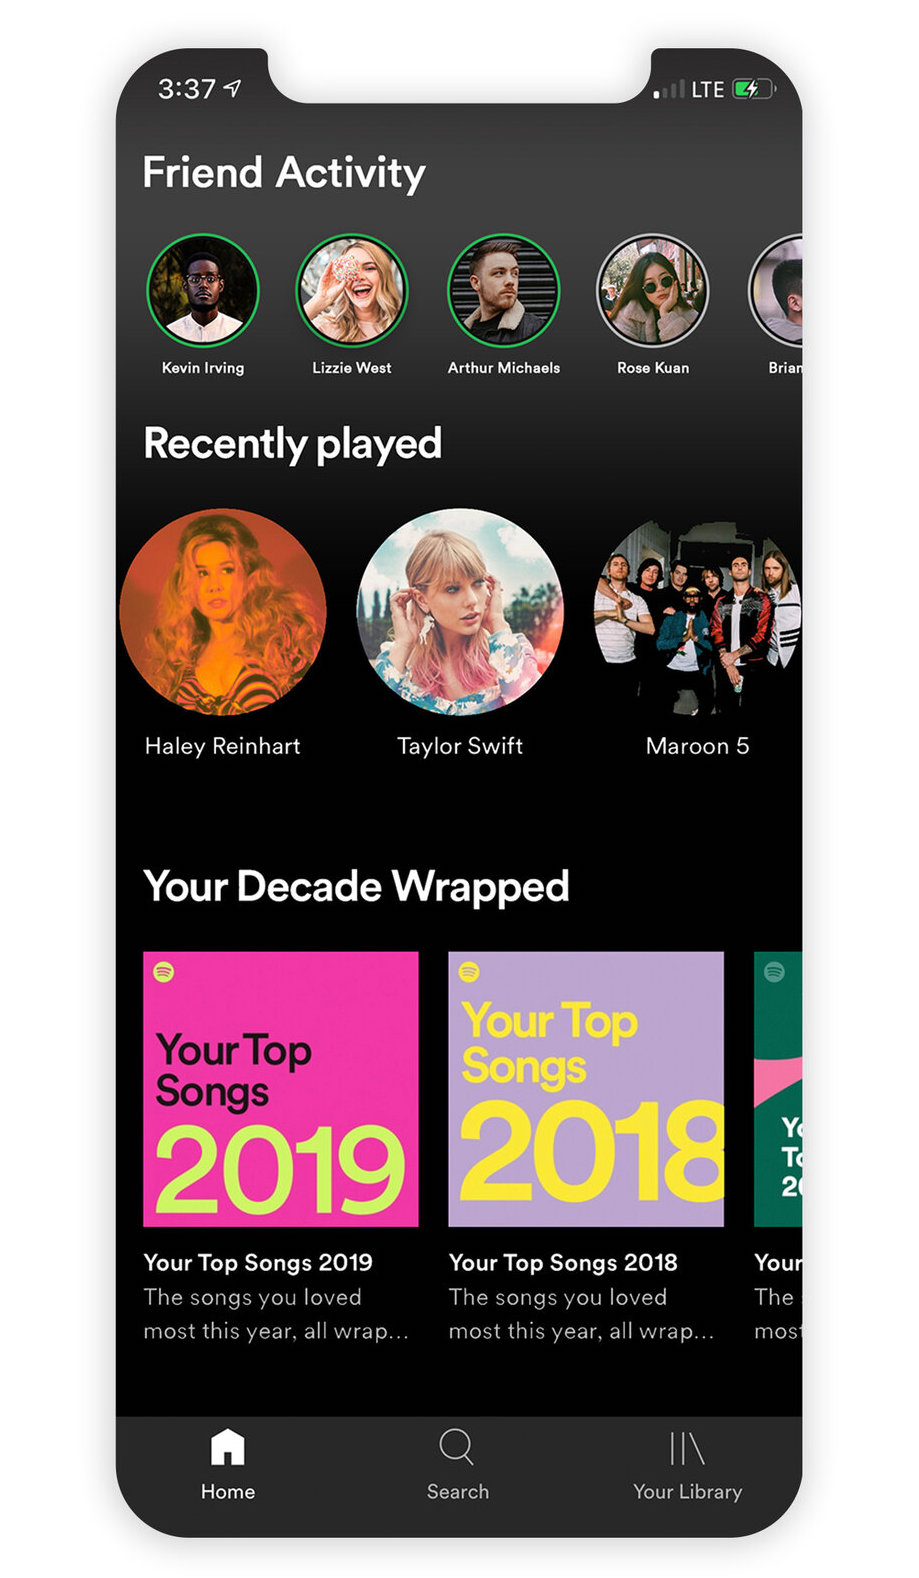 3:37
LTE
Friend Activity
Kevin Irving
Lizzie West
Arthur Michaels
Rose Kuan
Brian
Recently played
Haley Reinhart
Taylor Swift
Maroon 5
Your Decade Wrapped
Your Top
Songs
2019
Your Top
Songs
2018
Your Top Songs 2019
The songs you loved
most this year, all wrap...
Your Top Songs 2018
The songs you loved
most this year, all wrap...
Your
The
most
Home
Search
Your Library